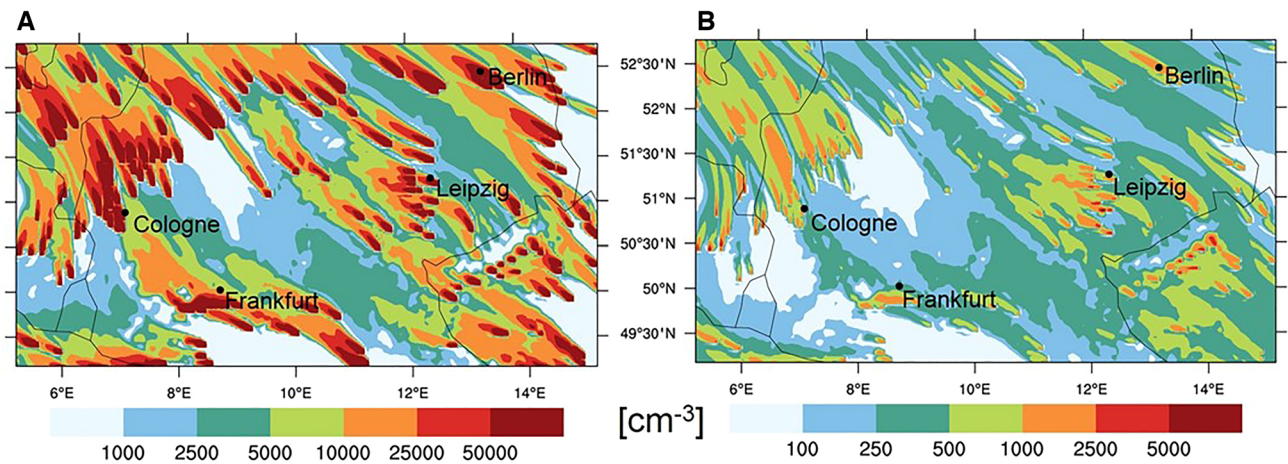 A
B
Berlin
Leipzig
Cologne
Frankfurt
6°E 8°E 10°E 12°E 14°E
1000 2500 5000 10000 25000 50000
[cm-3]
52°30'N
52°N
51°30'N
51°N
50°30'N
50°N
49°30'N
Berlin
Leipzig
Cologne
Frankfurt
6°E 8°E 10°E 12°E 14°E
100 250 500 1000 2500 5000